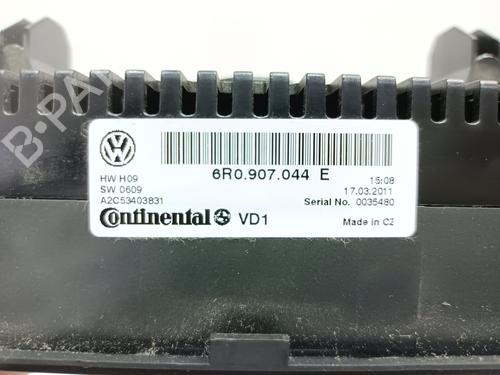 B-PARTS
6R0.907.044 E
HW H09 15:08
SW 0609 17.03.2011
A2C53403831 Serial No. 0035480
Continental VD1 Made in CZ